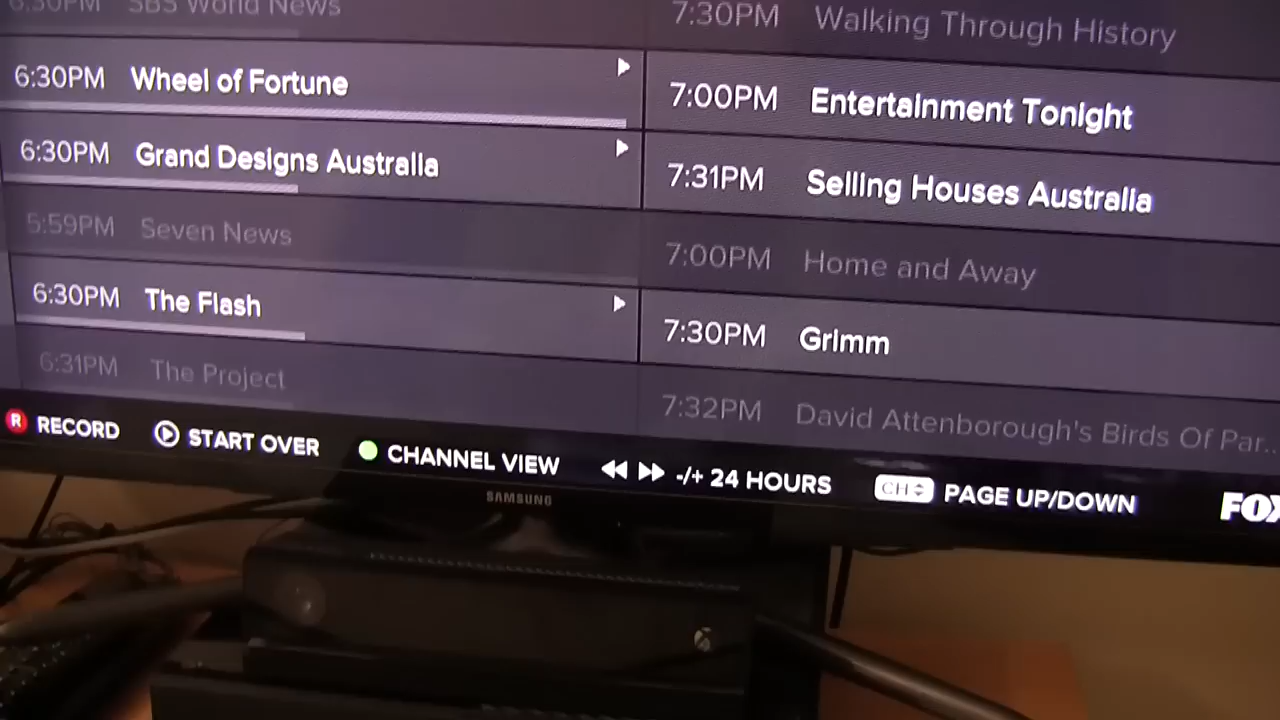 6:30PM SBS World News 7:30PM Walking Through History
6:30PM Wheel of Fortune 7:00PM Entertainment Tonight
6:30PM Grand Designs Australia 7:31PM Selling Houses Australia
5:59PM Seven News 7:00PM Home and Away
6:30PM The Flash 7:30PM Grimm
6:31PM The Project 7:32PM David Attenborough's Birds Of Par...
R RECORD START OVER CHANNEL VIEW -/+ 24 HOURS CH PAGE UP/DOWN FOX
SAMSUNG